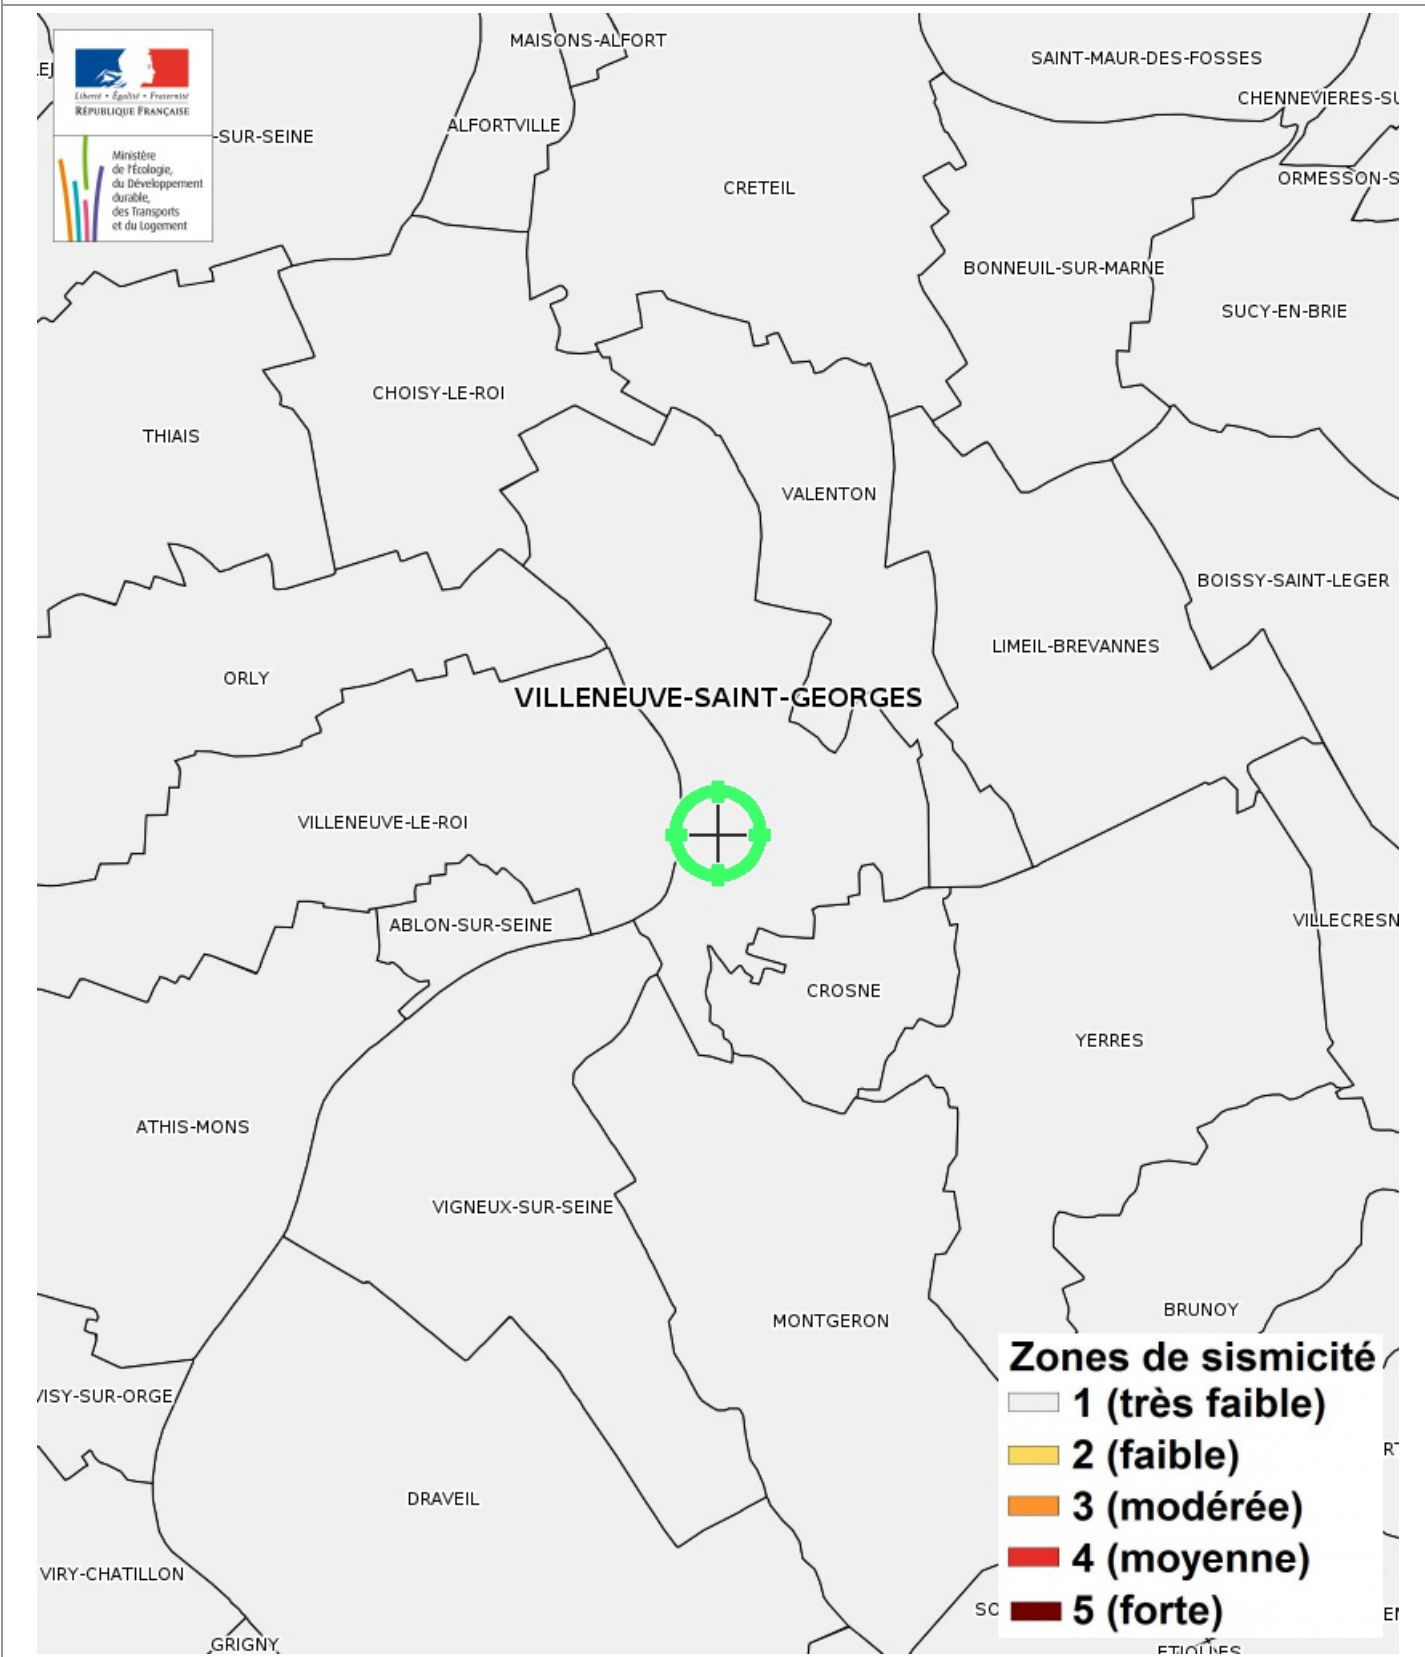 MAISONS-ALFORT
SAINT-MAUR-DES-FOSSES
Liberté • Égalité • Fraternité
RÉPUBLIQUE FRANÇAISE
CHENNEVIERES-SU
ALFORTVILLE
-SUR-SEINE
Ministère
de l'Écologie,
du Développement
durable,
des Transports
et du Logement
CRETEIL
ORMESSON-S
BONNEUIL-SUR-MARNE
SUCY-EN-BRIE
CHOISY-LE-ROI
THIAIS
VALENTON
BOISSY-SAINT-LEGER
LIMEIL-BREVANNES
ORLY
VILLENEUVE-SAINT-GEORGES
VILLENEUVE-LE-ROI
VILLECRESN
ABLON-SUR-SEINE
CROSNE
YERRES
ATHIS-MONS
VIGNEUX-SUR-SEINE
BRUNOY
MONTGERON
Zones de sismicité
1 (très faible)
2 (faible)
3 (modérée)
4 (moyenne)
5 (forte)
VISY-SUR-ORGE
DRAVEIL
VIRY-CHATILLON
SO
GRIGNY